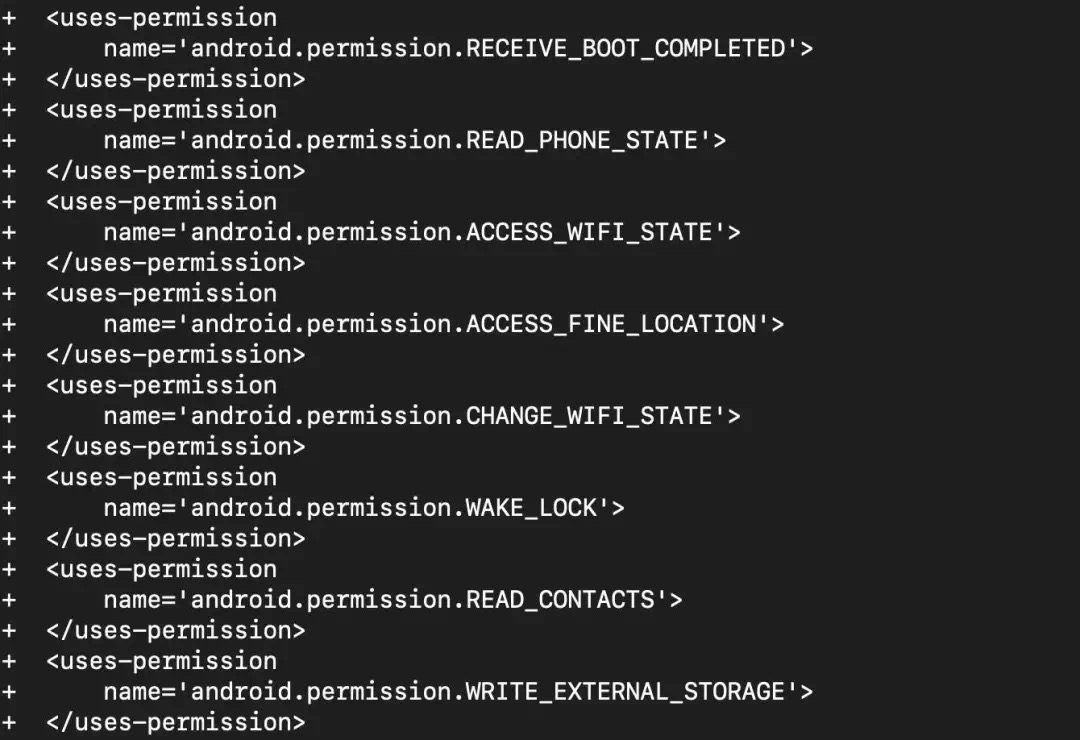 +  <uses-permission
+      name='android.permission.RECEIVE_BOOT_COMPLETED'>
+  </uses-permission>
+  <uses-permission
+      name='android.permission.READ_PHONE_STATE'>
+  </uses-permission>
+  <uses-permission
+      name='android.permission.ACCESS_WIFI_STATE'>
+  </uses-permission>
+  <uses-permission
+      name='android.permission.ACCESS_FINE_LOCATION'>
+  </uses-permission>
+  <uses-permission
+      name='android.permission.CHANGE_WIFI_STATE'>
+  </uses-permission>
+  <uses-permission
+      name='android.permission.WAKE_LOCK'>
+  </uses-permission>
+  <uses-permission
+      name='android.permission.READ_CONTACTS'>
+  </uses-permission>
+  <uses-permission
+      name='android.permission.WRITE_EXTERNAL_STORAGE'>
+  </uses-permission>